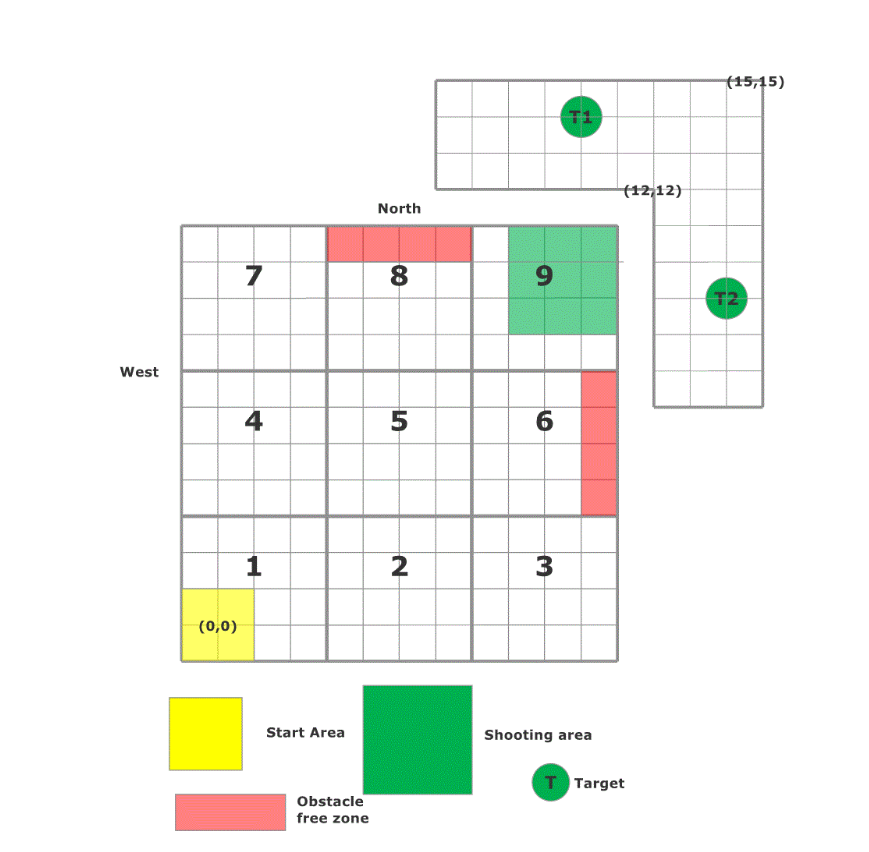 (15,15)
T1
(12,12)
North
7
8
9
T2
West
4
5
6
1
2
3
(0,0)
Start Area
Shooting area
T
Target
Obstacle
free zone